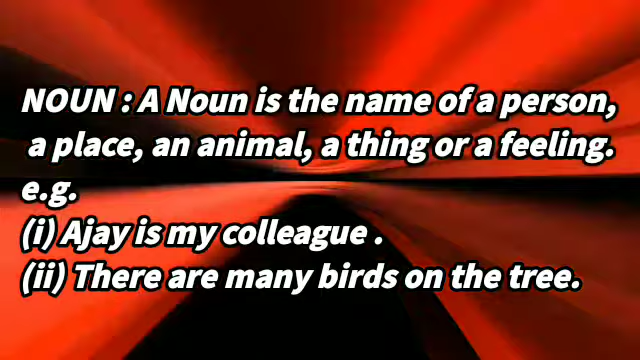 NOUN : A Noun is the name of a person,
a place, an animal, a thing or a feeling.
e.g.
(i) Ajay is my colleague .
(ii) There are many birds on the tree.